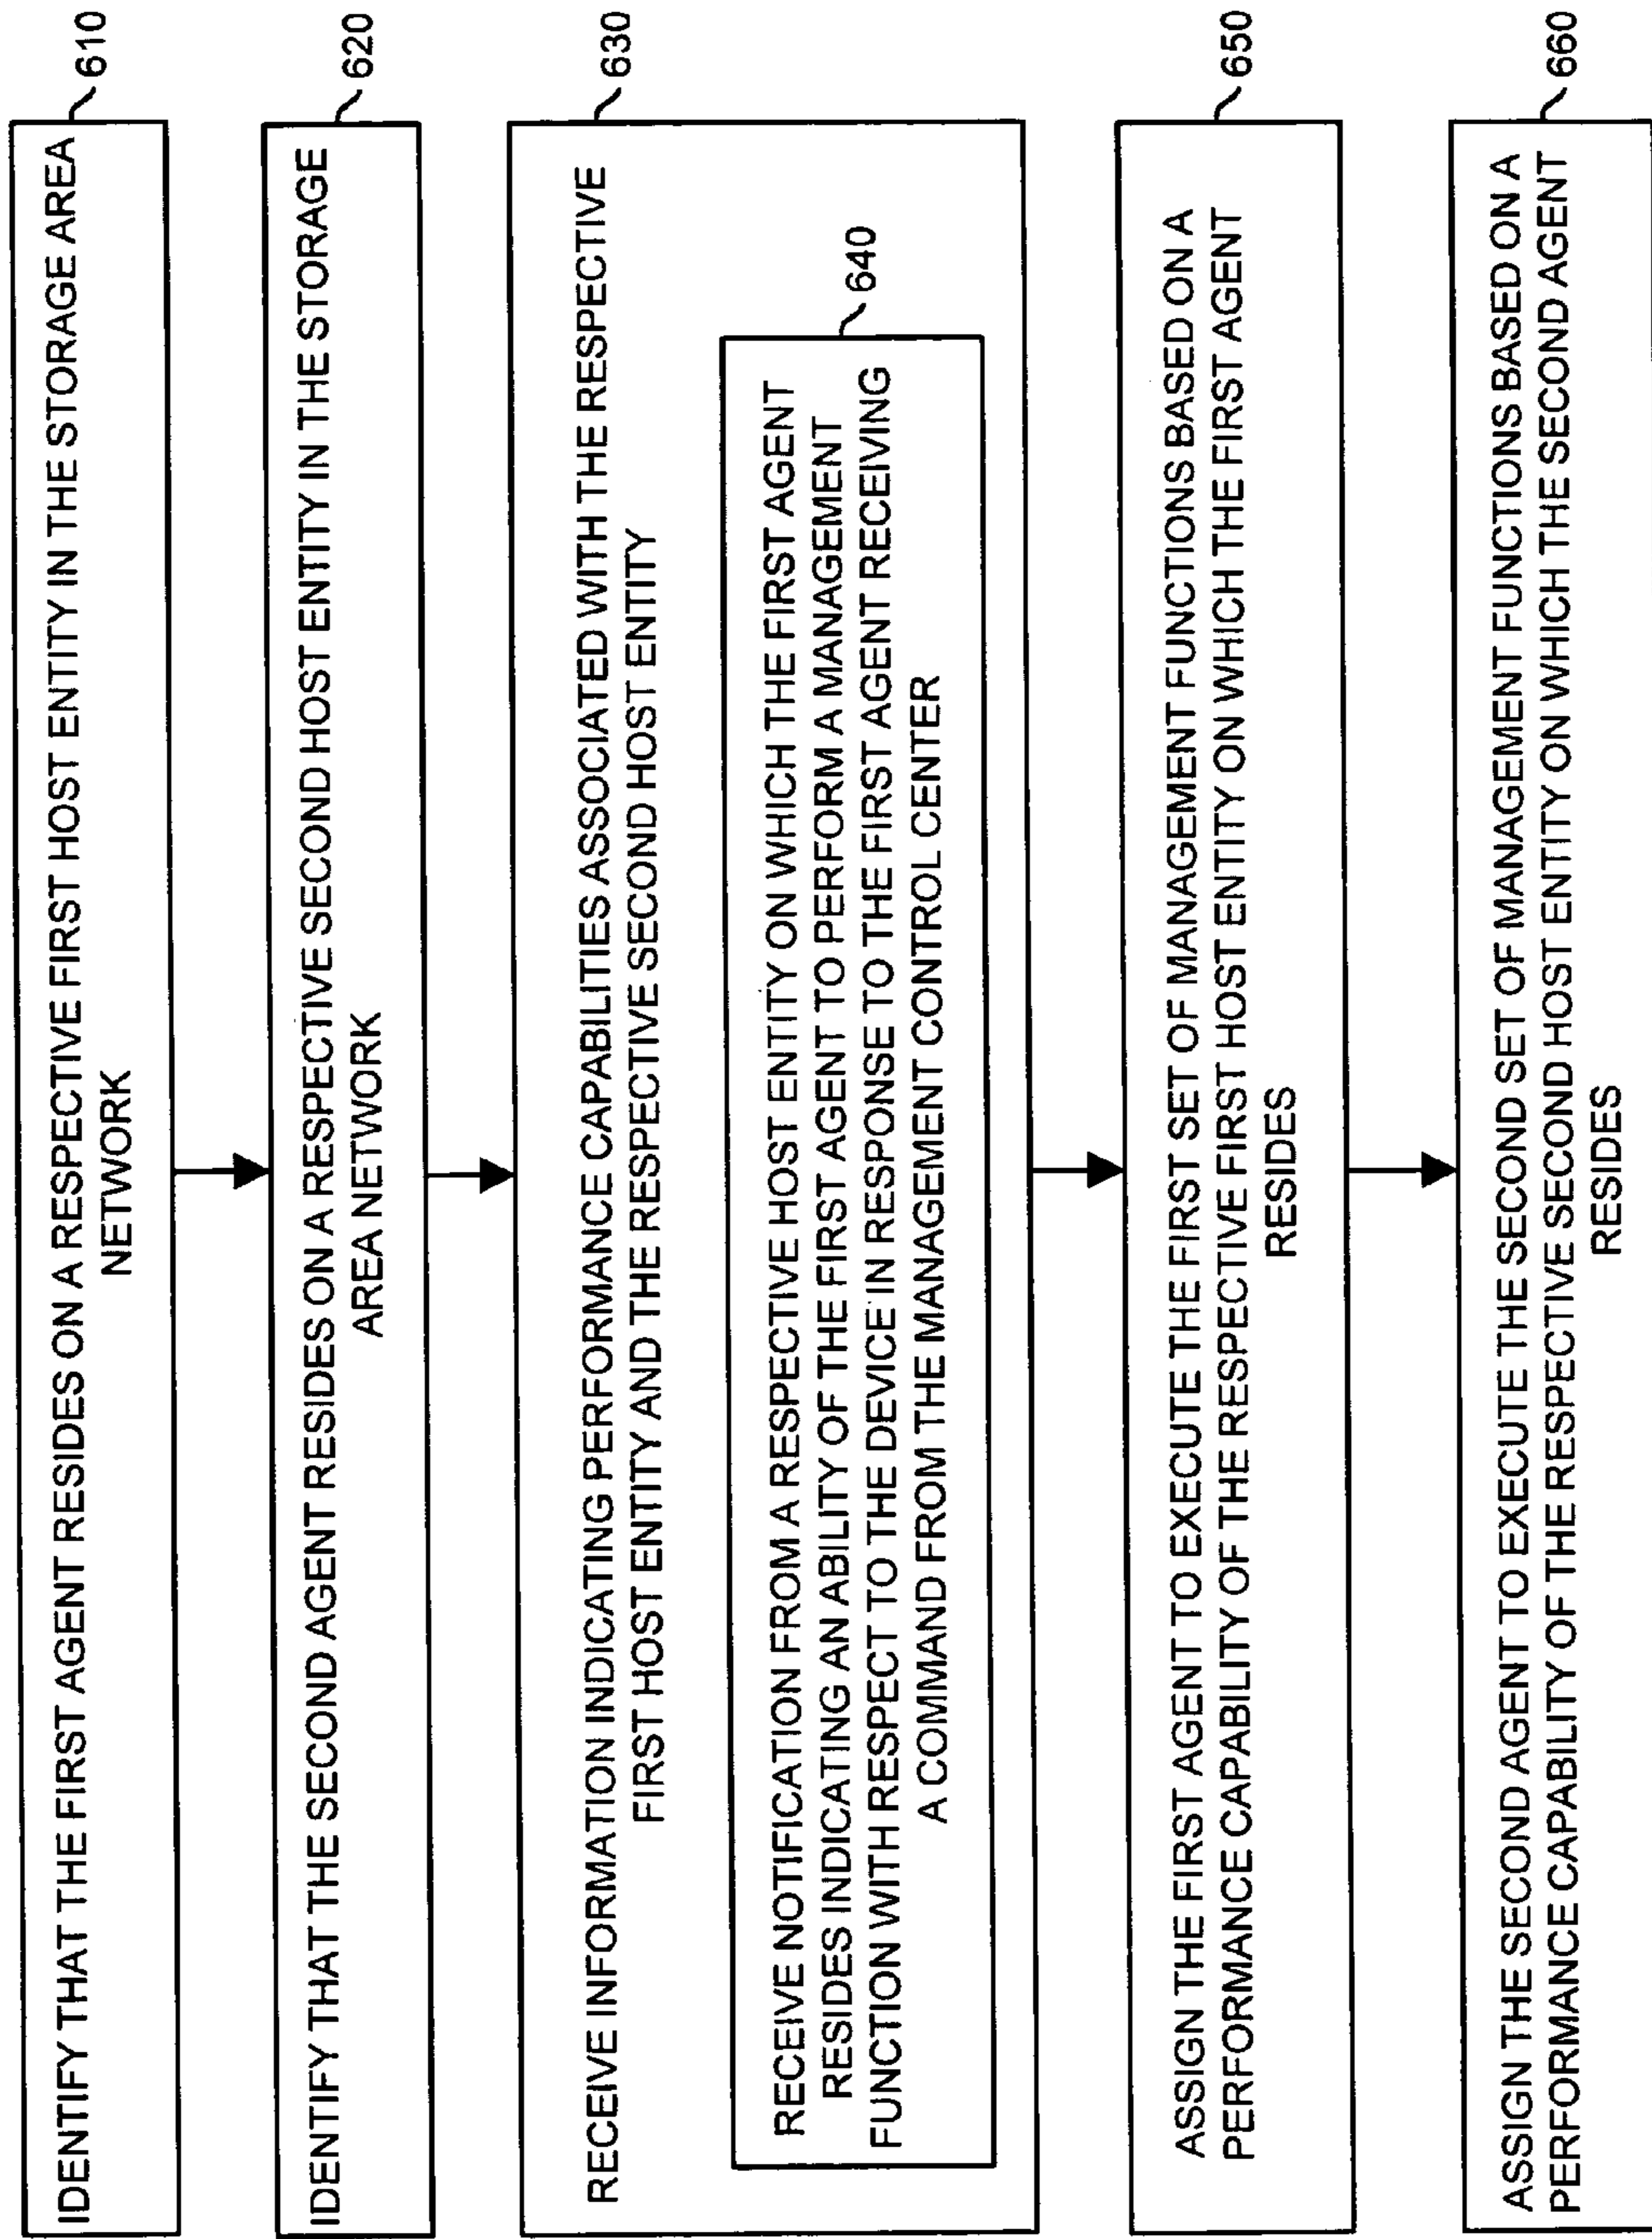 IDENTIFY THAT THE FIRST AGENT RESIDES ON A RESPECTIVE FIRST HOST ENTITY IN THE STORAGE AREA
NETWORK
610
IDENTIFY THAT THE SECOND AGENT RESIDES ON A RESPECTIVE SECOND HOST ENTITY IN THE STORAGE
AREA NETWORK
620
RECEIVE INFORMATION INDICATING PERFORMANCE CAPABILITIES ASSOCIATED WITH THE RESPECTIVE
FIRST HOST ENTITY AND THE RESPECTIVE SECOND HOST ENTITY
630
RECEIVE NOTIFICATION FROM A RESPECTIVE HOST ENTITY ON WHICH THE FIRST AGENT
RESIDES INDICATING AN ABILITY OF THE FIRST AGENT TO PERFORM A MANAGEMENT
FUNCTION WITH RESPECT TO THE DEVICE IN RESPONSE TO THE FIRST AGENT RECEIVING
A COMMAND FROM THE MANAGEMENT CONTROL CENTER
640
ASSIGN THE FIRST AGENT TO EXECUTE THE FIRST SET OF MANAGEMENT FUNCTIONS BASED ON A
PERFORMANCE CAPABILITY OF THE RESPECTIVE FIRST HOST ENTITY ON WHICH THE FIRST AGENT
RESIDES
650
ASSIGN THE SECOND AGENT TO EXECUTE THE SECOND SET OF MANAGEMENT FUNCTIONS BASED ON A
PERFORMANCE CAPABILITY OF THE RESPECTIVE SECOND HOST ENTITY ON WHICH THE SECOND AGENT
RESIDES
660